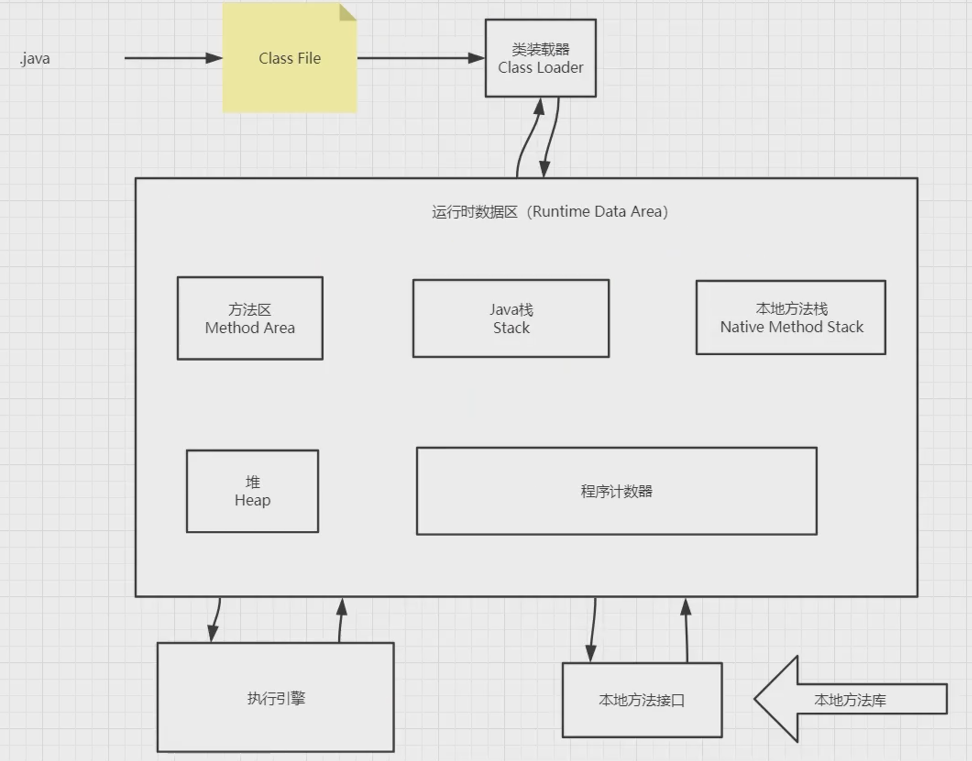 .java
Class File
类装载器
Class Loader
运行时数据区（Runtime Data Area）
方法区
Method Area
Java栈
Stack
本地方法栈
Native Method Stack
堆
Heap
程序计数器
执行引擎
本地方法接口
本地方法库